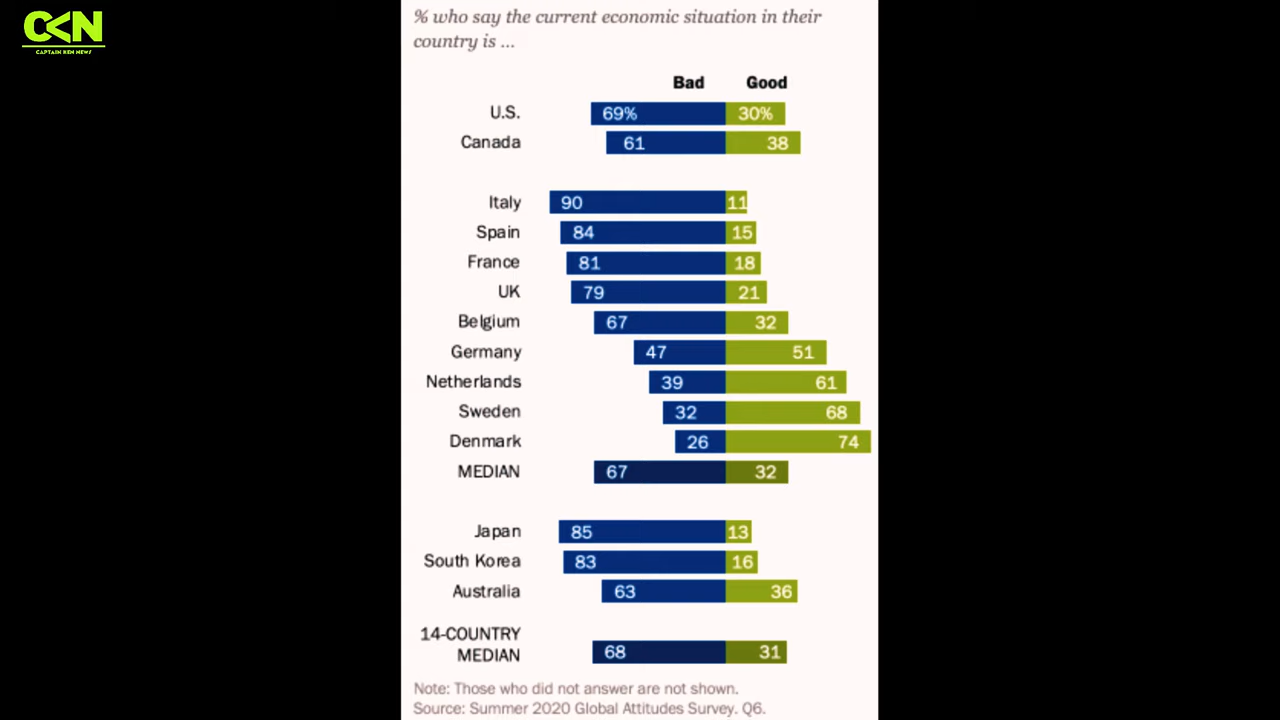 CKN
CAPTAIN KEN NEWS
% who say the current economic situation in their
country is ...
Bad Good
U.S. 69% 30%
Canada 61 38
Italy 90 11
Spain 84 15
France 81 18
UK 79 21
Belgium 67 32
Germany 47 51
Netherlands 39 61
Sweden 32 68
Denmark 26 74
MEDIAN 67 32
Japan 85 13
South Korea 83 16
Australia 63 36
14-COUNTRY
MEDIAN 68 31
Note: Those who did not answer are not shown.
Source: Summer 2020 Global Attitudes Survey. Q6.